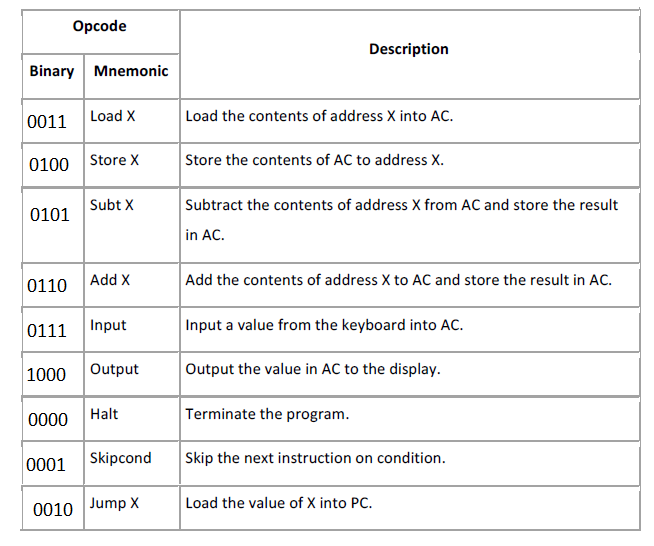 Opcode
Description
Binary Mnemonic
0011 Load X Load the contents of address X into AC.
0100 Store X Store the contents of AC to address X.
0101 Subt X Subtract the contents of address X from AC and store the result
in AC.
0110 Add X Add the contents of address X to AC and store the result in AC.
0111 Input Input a value from the keyboard into AC.
1000 Output Output the value in AC to the display.
0000 Halt Terminate the program.
0001 Skipcond Skip the next instruction on condition.
0010 Jump X Load the value of X into PC.